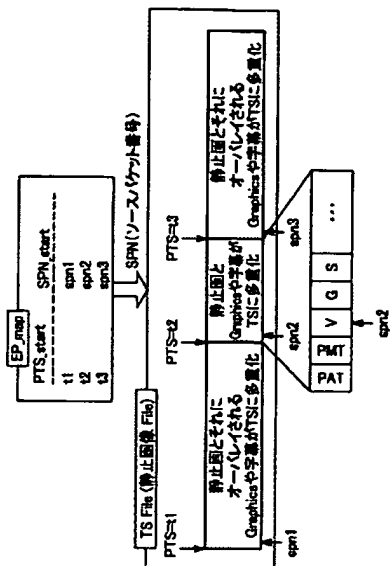 EP_map
PTS_start SPN_start
t1 spn1
t2 spn2
t3 spn3
SPN(ソースパケット番号)
TS File (静止画像 File)
PTS=t1
PTS=t2
PTS=t3
静止画とそれに
オーバレイされる
Graphicsや字幕がTSに多重化
静止画と
Graphicsや字幕が
TSに多重化
静止画とそれに
オーバレイされる
Graphicsや字幕がTSに多重化
spn1
spn2
spn3
PAT PMT V G S …
spn2